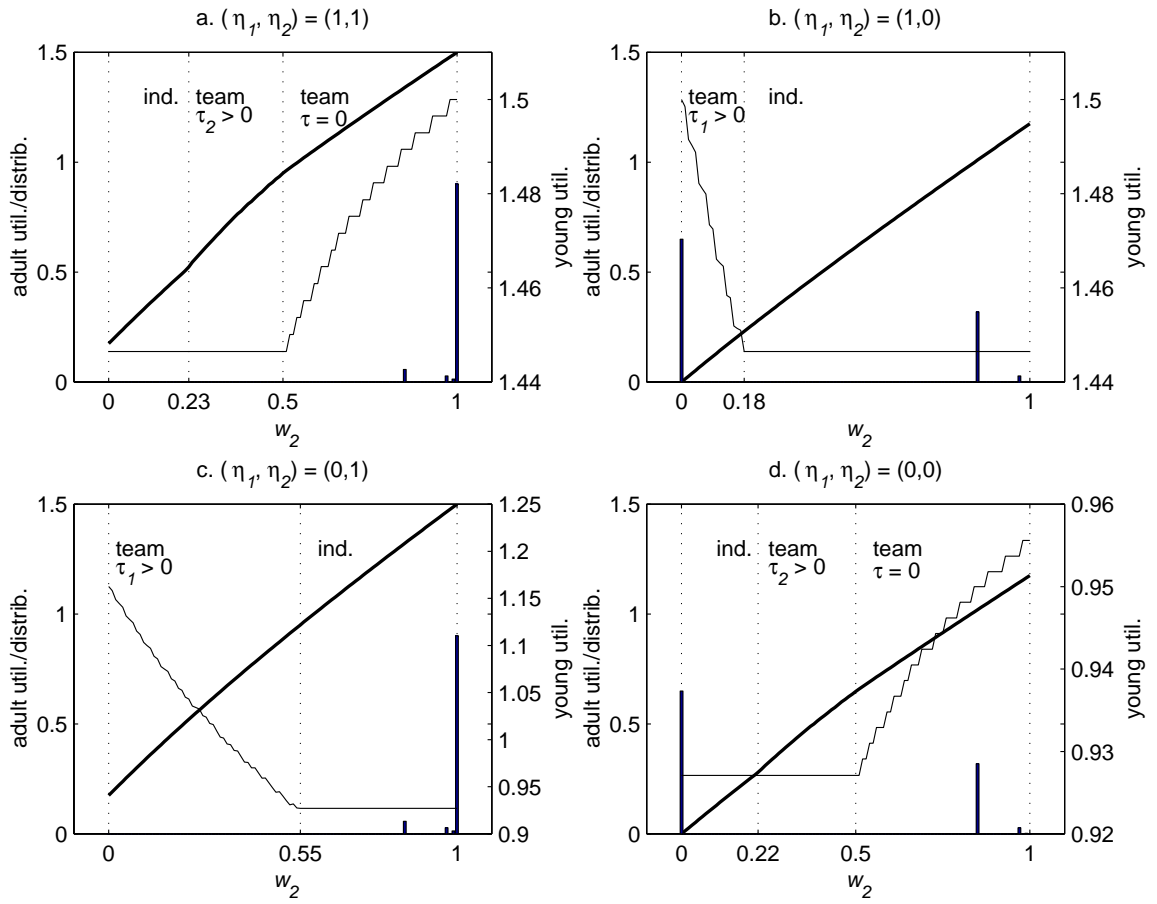 a. ( η1, η2) = (1,1)
1.5
1
0.5
0
adult util./distrib.
ind.
team
τ2 > 0
team
τ = 0
1.5
1.48
1.46
1.44
young util.
0
0.23
0.5
1
w2
b. ( η1, η2) = (1,0)
1.5
1
0.5
0
adult util./distrib.
team
τ1 > 0
ind.
1.5
1.48
1.46
1.44
young util.
0
0.18
1
w2
c. ( η1, η2) = (0,1)
1.5
1
0.5
0
adult util./distrib.
team
τ1 > 0
ind.
1.25
1.2
1.15
1.1
1.05
1
0.95
0.9
young util.
0
0.55
1
w2
d. ( η1, η2) = (0,0)
1.5
1
0.5
0
adult util./distrib.
ind.
team
τ2 > 0
team
τ = 0
0.96
0.95
0.94
0.93
0.92
young util.
0
0.22
0.5
1
w2